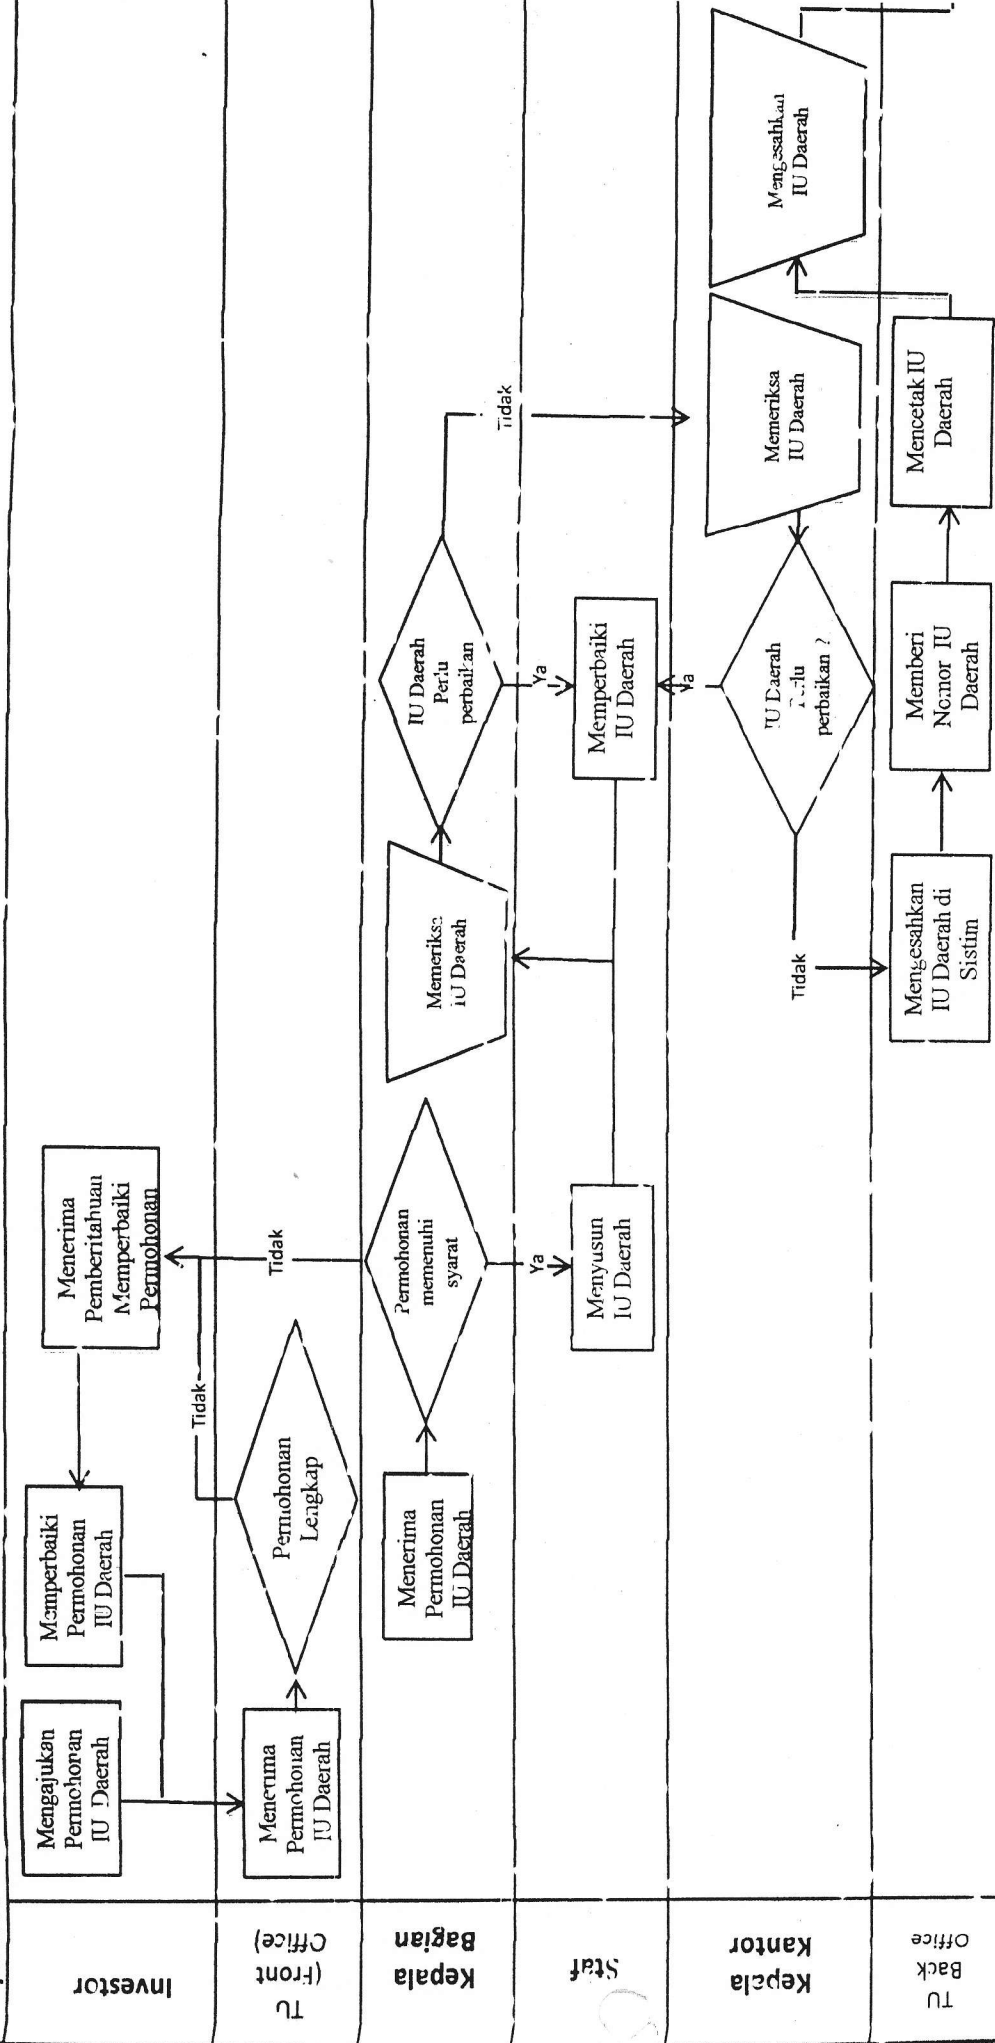 Investor
Mengajukan
Permohonan
IU Daerah
Memperbaiki
Permohonan
IU Daerah
Menerima
Pemberitahuan
Memperbaiki
Permohonan
TU
(Front
Office)
Menerima
Permohonan
IU Daerah
Permohonan
Lengkap
Tidak
Tidak
Kepala
Bagian
Menerima
Permohonan
IU Daerah
Permohonan
memenuhi
syarat
Memeriksa
IU Daerah
IU Daerah
Perlu
perbaikan
Tidak
Staf
Ya
Menyusun
IU Daerah
Ya
Memperbaiki
IU Daerah
Kepala
Kantor
Ya
IU Daerah
Perlu
perbaikan ?
Tidak
Memeriksa
IU Daerah
Mengesahkan
IU Daerah
TU
Back
Office
Mengesahkan
IU Daerah di
Sistim
Memberi
Nomor IU
Daerah
Mencetak IU
Daerah